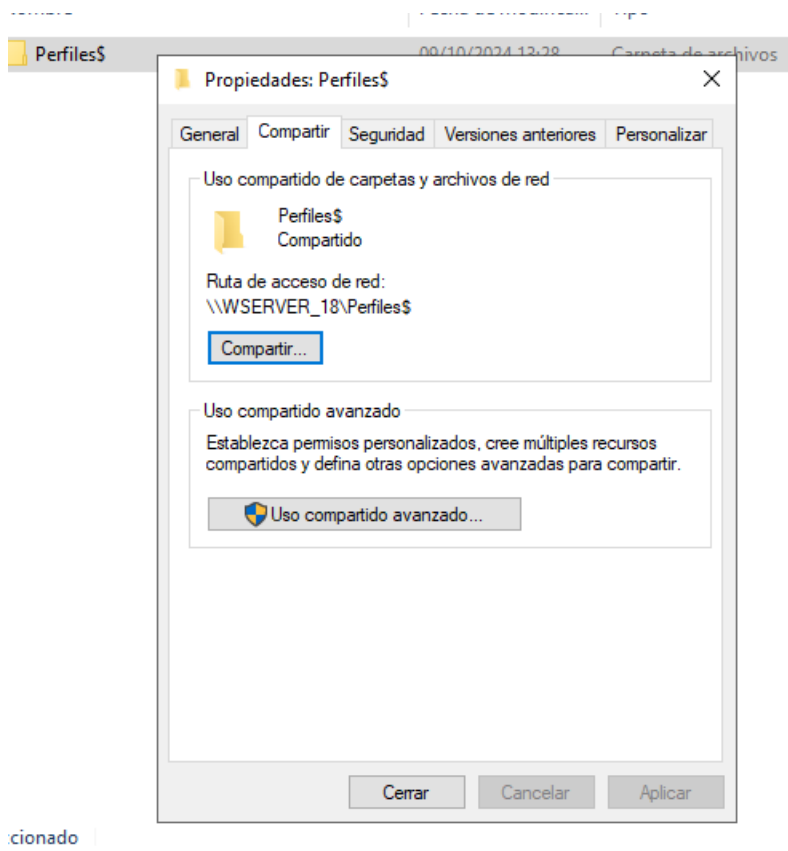 Perfiles$
09/10/2024 13:28
Carpeta de archivos
Propiedades: Perfiles$
General
Compartir
Seguridad
Versiones anteriores
Personalizar
Uso compartido de carpetas y archivos de red
Perfiles$
Compartido
Ruta de acceso de red:
\\WSERVER_18\Perfiles$
Compartir...
Uso compartido avanzado
Establezca permisos personalizados, cree múltiples recursos
compartidos y defina otras opciones avanzadas para compartir.
Uso compartido avanzado...
Cerrar
Cancelar
Aplicar
ccionado